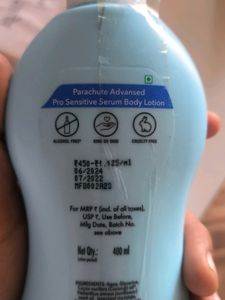 Parachute Advansed
Pro Sensitive Serum Body Lotion
ALCOHOL FREE*
KIND ON SKIN
CRUELTY FREE
06/2024
07/2022
For MRP ₹ (incl. of all taxes),
USP ₹, Use Before,
Mfg Date, Batch No.
see above
Net Qty.: 400 ml